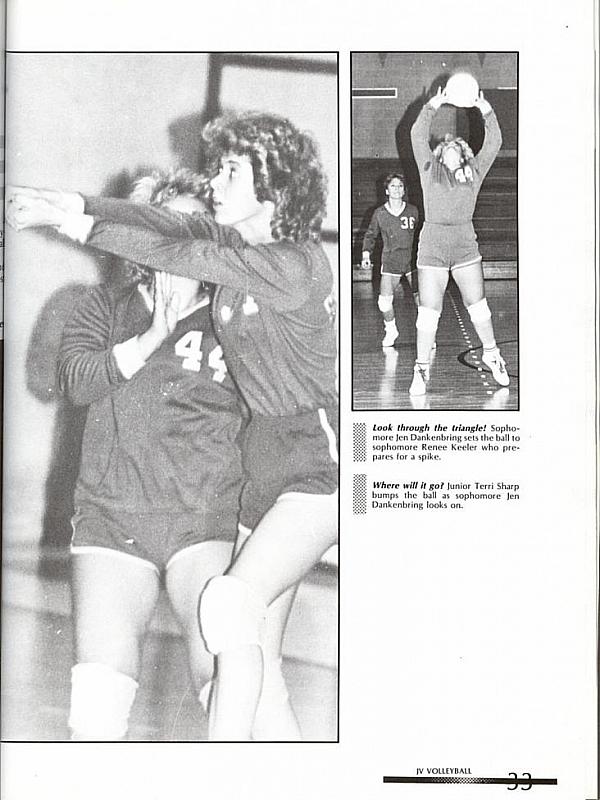 44
36
44
Look through the triangle! Sopho-
more Jen Dankenbring sets the ball to
sophomore Renee Keeler who pre-
pares for a spike.
Where will it go? Junior Terri Sharp
bumps the ball as sophomore Jen
Dankenbring looks on.
JV VOLLEYBALL
33